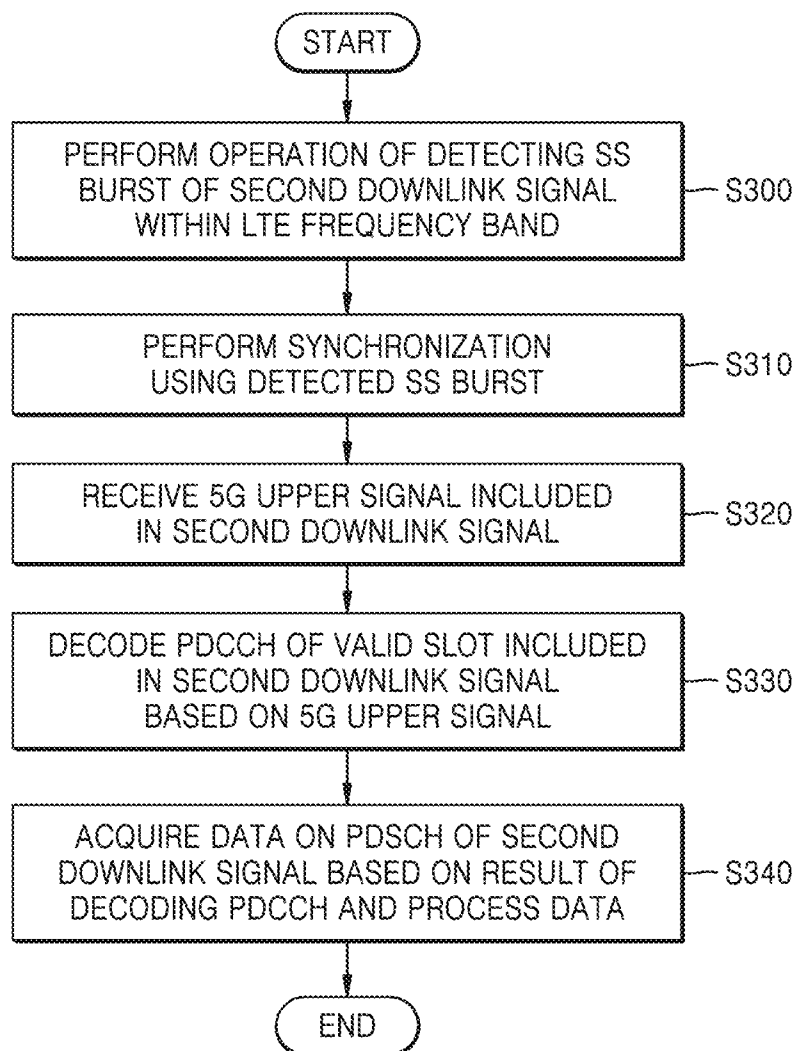 START
PERFORM OPERATION OF DETECTING SS
BURST OF SECOND DOWNLINK SIGNAL
WITHIN LTE FREQUENCY BAND
S300
PERFORM SYNCHRONIZATION
USING DETECTED SS BURST
S310
RECEIVE 5G UPPER SIGNAL INCLUDED
IN SECOND DOWNLINK SIGNAL
S320
DECODE PDCCH OF VALID SLOT INCLUDED
IN SECOND DOWNLINK SIGNAL
BASED ON 5G UPPER SIGNAL
S330
ACQUIRE DATA ON PDSCH OF SECOND
DOWNLINK SIGNAL BASED ON RESULT OF
DECODING PDCCH AND PROCESS DATA
S340
END